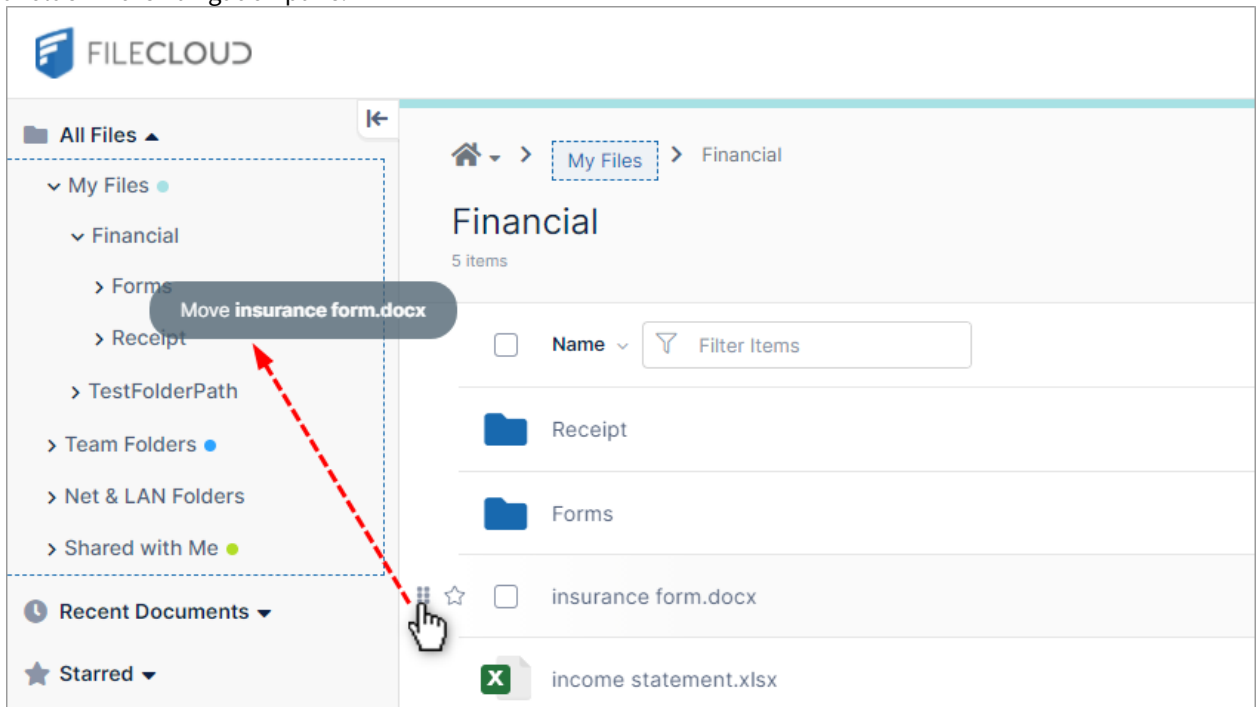 FILECLOUD
All Files
My Files
Financial
Forms
Move insurance form.docx
Receipt
TestFolderPath
Team Folders
Net & LAN Folders
Shared with Me
Recent Documents
Starred
My Files
Financial
Financial
5 items
Name
Filter Items
Receipt
Forms
insurance form.docx
X
income statement.xlsx